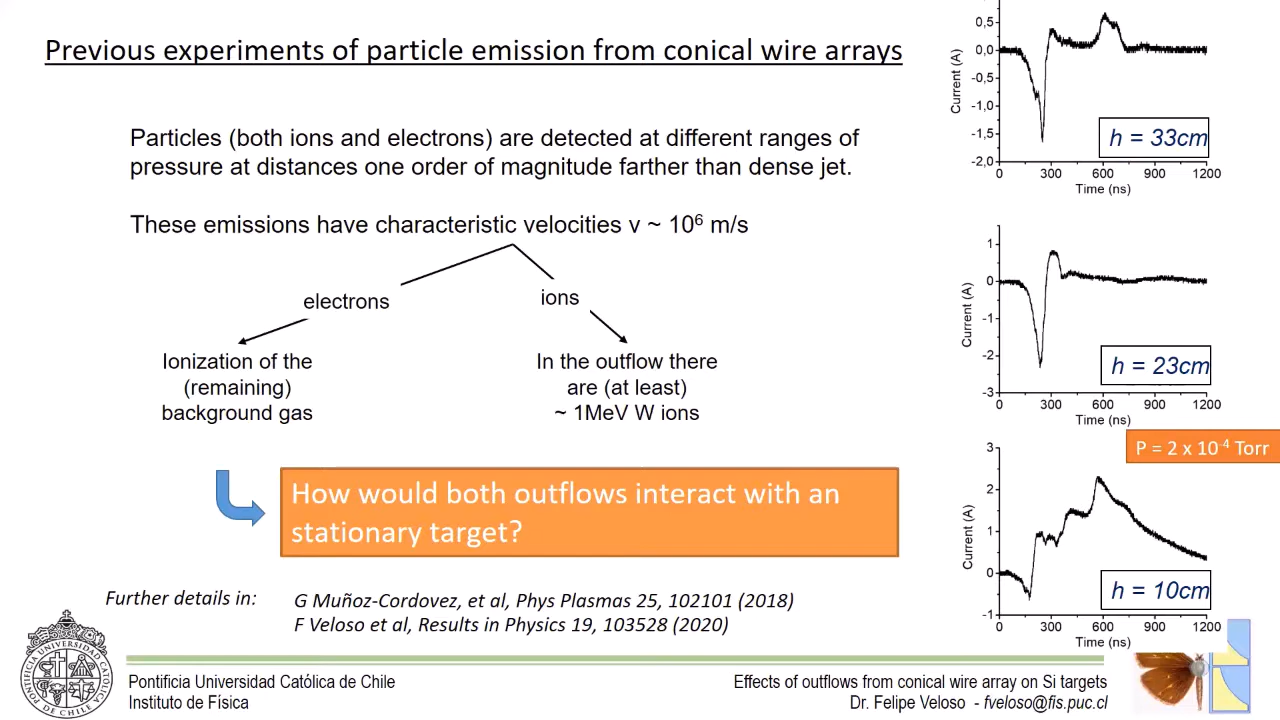 Previous experiments of particle emission from conical wire arrays
Particles (both ions and electrons) are detected at different ranges of
pressure at distances one order of magnitude farther than dense jet.
These emissions have characteristic velocities v ~ 10⁶ m/s
electrons
ions
Ionization of the
(remaining)
background gas
In the outflow there
are (at least)
~ 1MeV W ions
How would both outflows interact with an
stationary target?
Further details in:
G Muñoz-Cordovez, et al, Phys Plasmas 25, 102101 (2018)
F Veloso et al, Results in Physics 19, 103528 (2020)
Current (A)
0,5
0,0
-0,5
-1,0
-1,5
-2,0
0 300 600 900 1200
Time (ns)
h = 33cm
Current (A)
1
0
-1
-2
-3
0 300 600 900 1200
Time (ns)
h = 23cm
P = 2 x 10⁻⁴ Torr
Current (A)
3
2
1
0
-1
0 300 600 900 1200
Time (ns)
h = 10cm
PONTIFICIA UNIVERSIDAD CATOLICA DE CHILE
Pontificia Universidad Católica de Chile
Instituto de Física
Effects of outflows from conical wire array on Si targets
Dr. Felipe Veloso - fveloso@fis.puc.cl